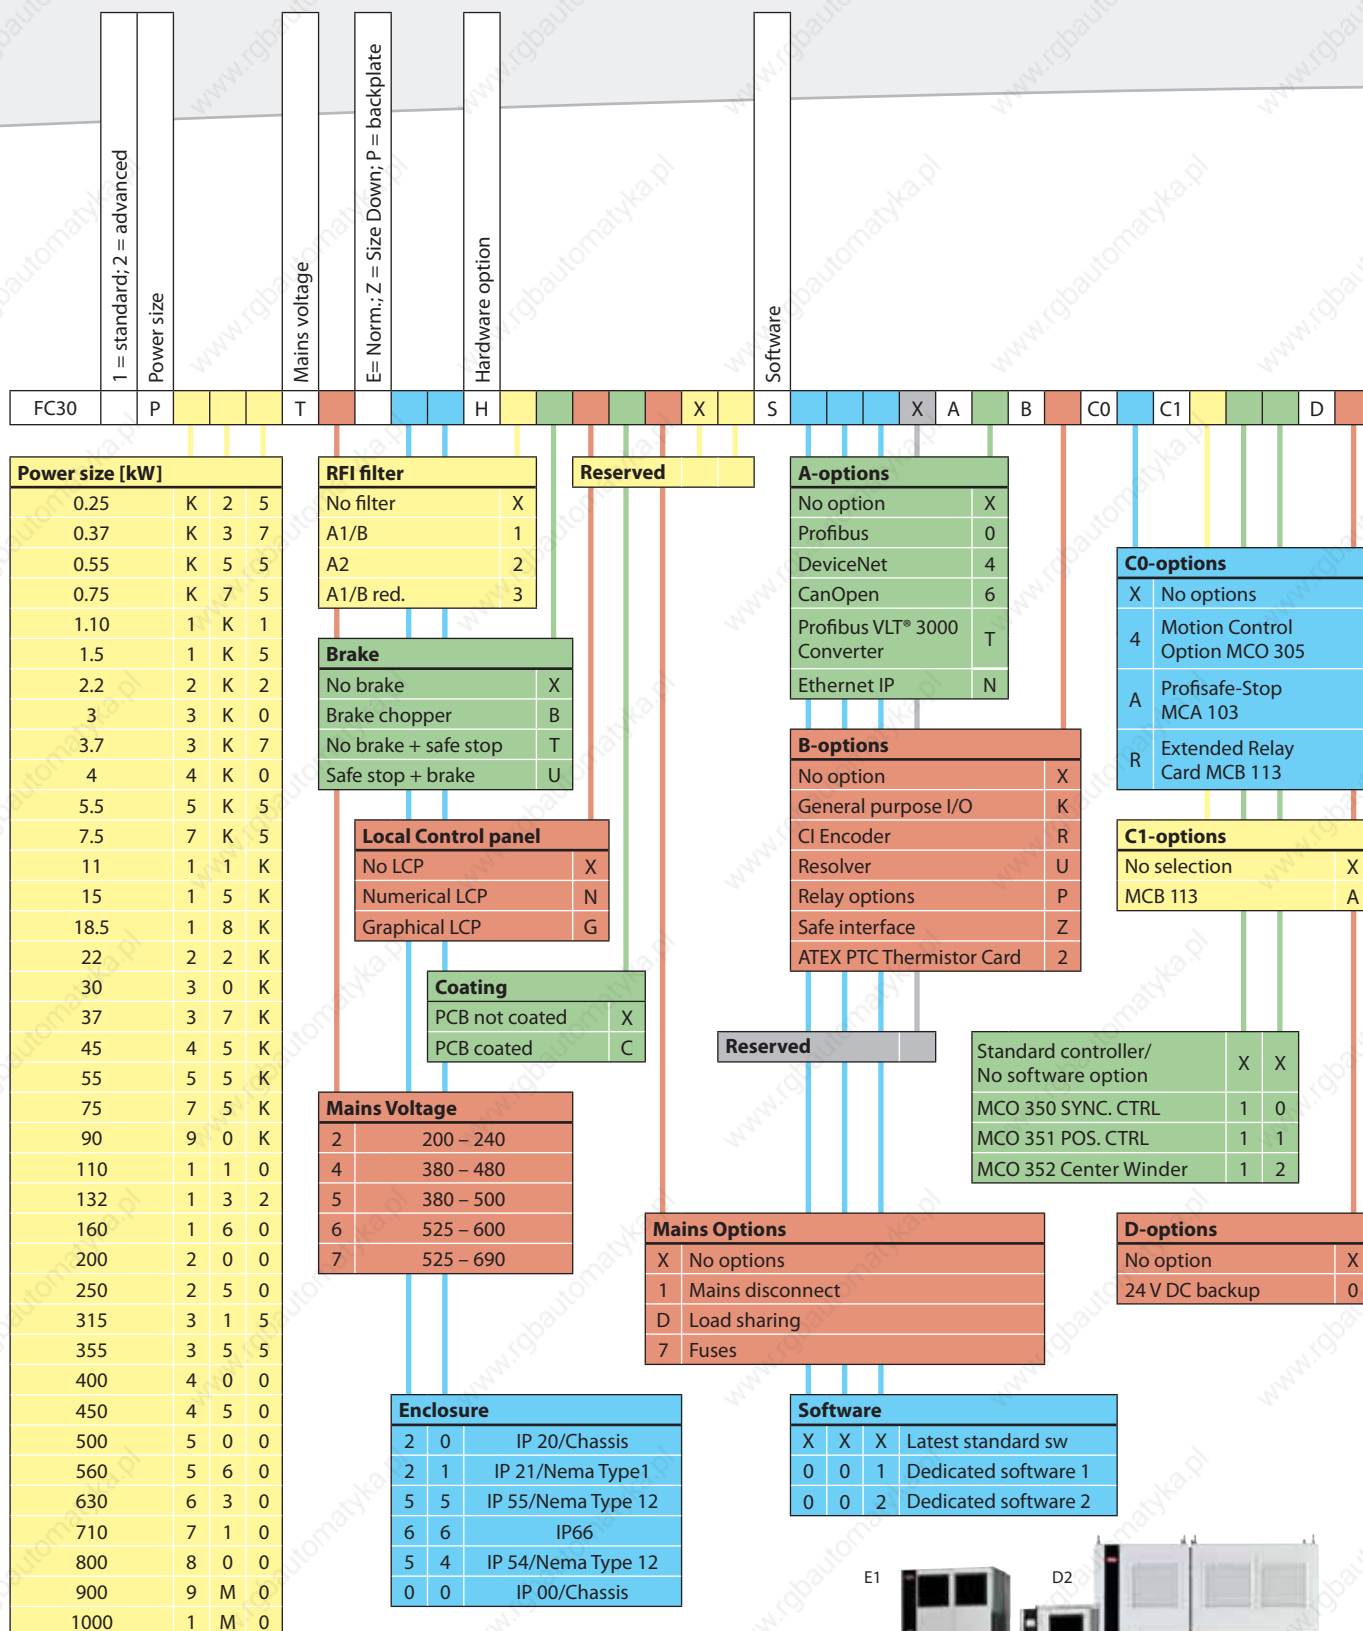 1 = standard; 2 = advanced
Power size
Mains voltage
E= Norm.; Z = Size Down; P = backplate
Hardware option
Software
FC30 P T H X S X A B C0 C1 D
Power size [kW]
0.25 K 2 5
0.37 K 3 7
0.55 K 5 5
0.75 K 7 5
1.10 1 K 1
1.5 1 K 5
2.2 2 K 2
3 3 K 0
3.7 3 K 7
4 4 K 0
5.5 5 K 5
7.5 7 K 5
11 1 1 K
15 1 5 K
18.5 1 8 K
22 2 2 K
30 3 0 K
37 3 7 K
45 4 5 K
55 5 5 K
75 7 5 K
90 9 0 K
110 1 1 0
132 1 3 2
160 1 6 0
200 2 0 0
250 2 5 0
315 3 1 5
355 3 5 5
400 4 0 0
450 4 5 0
500 5 0 0
560 5 6 0
630 6 3 0
710 7 1 0
800 8 0 0
900 9 M 0
1000 1 M 0
RFI filter
No filter X
A1/B 1
A2 2
A1/B red. 3
Brake
No brake X
Brake chopper B
No brake + safe stop T
Safe stop + brake U
Local Control panel
No LCP X
Numerical LCP N
Graphical LCP G
Coating
PCB not coated X
PCB coated C
Mains Voltage
2 200 – 240
4 380 – 480
5 380 – 500
6 525 – 600
7 525 – 690
Enclosure
2 0 IP 20/Chassis
2 1 IP 21/Nema Type1
5 5 IP 55/Nema Type 12
6 6 IP66
5 4 IP 54/Nema Type 12
0 0 IP 00/Chassis
Reserved
Mains Options
X No options
1 Mains disconnect
D Load sharing
7 Fuses
A-options
No option X
Profibus 0
DeviceNet 4
CanOpen 6
Profibus VLT® 3000
Converter T
Ethernet IP N
B-options
No option X
General purpose I/O K
CI Encoder R
Resolver U
Relay options P
Safe interface Z
ATEX PTC Thermistor Card 2
Reserved
Software
X X X Latest standard sw
0 0 1 Dedicated software 1
0 0 2 Dedicated software 2
C0-options
X No options
4 Motion Control
Option MCO 305
A Profisafe-Stop
MCA 103
R Extended Relay
Card MCB 113
C1-options
No selection X
MCB 113 A
Standard controller/
No software option X X
MCO 350 SYNC. CTRL 1 0
MCO 351 POS. CTRL 1 1
MCO 352 Center Winder 1 2
D-options
No option X
24 V DC backup 0
E1
D2
www.rgbautomatyka.pl